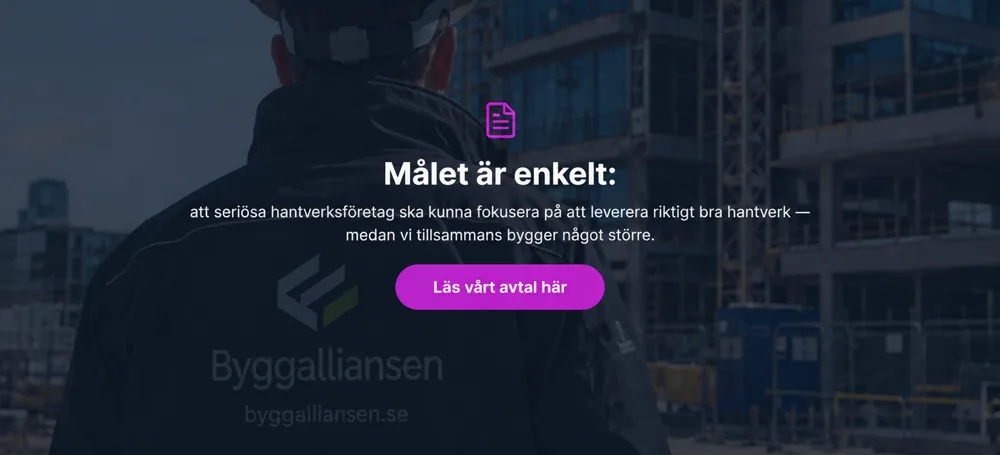 Målet är enkelt:
att seriösa hantverksföretag ska kunna fokusera på att leverera riktigt bra hantverk —
medan vi tillsammans bygger något större.
Läs vårt avtal här
Byggalliansen
byggalliansen.se